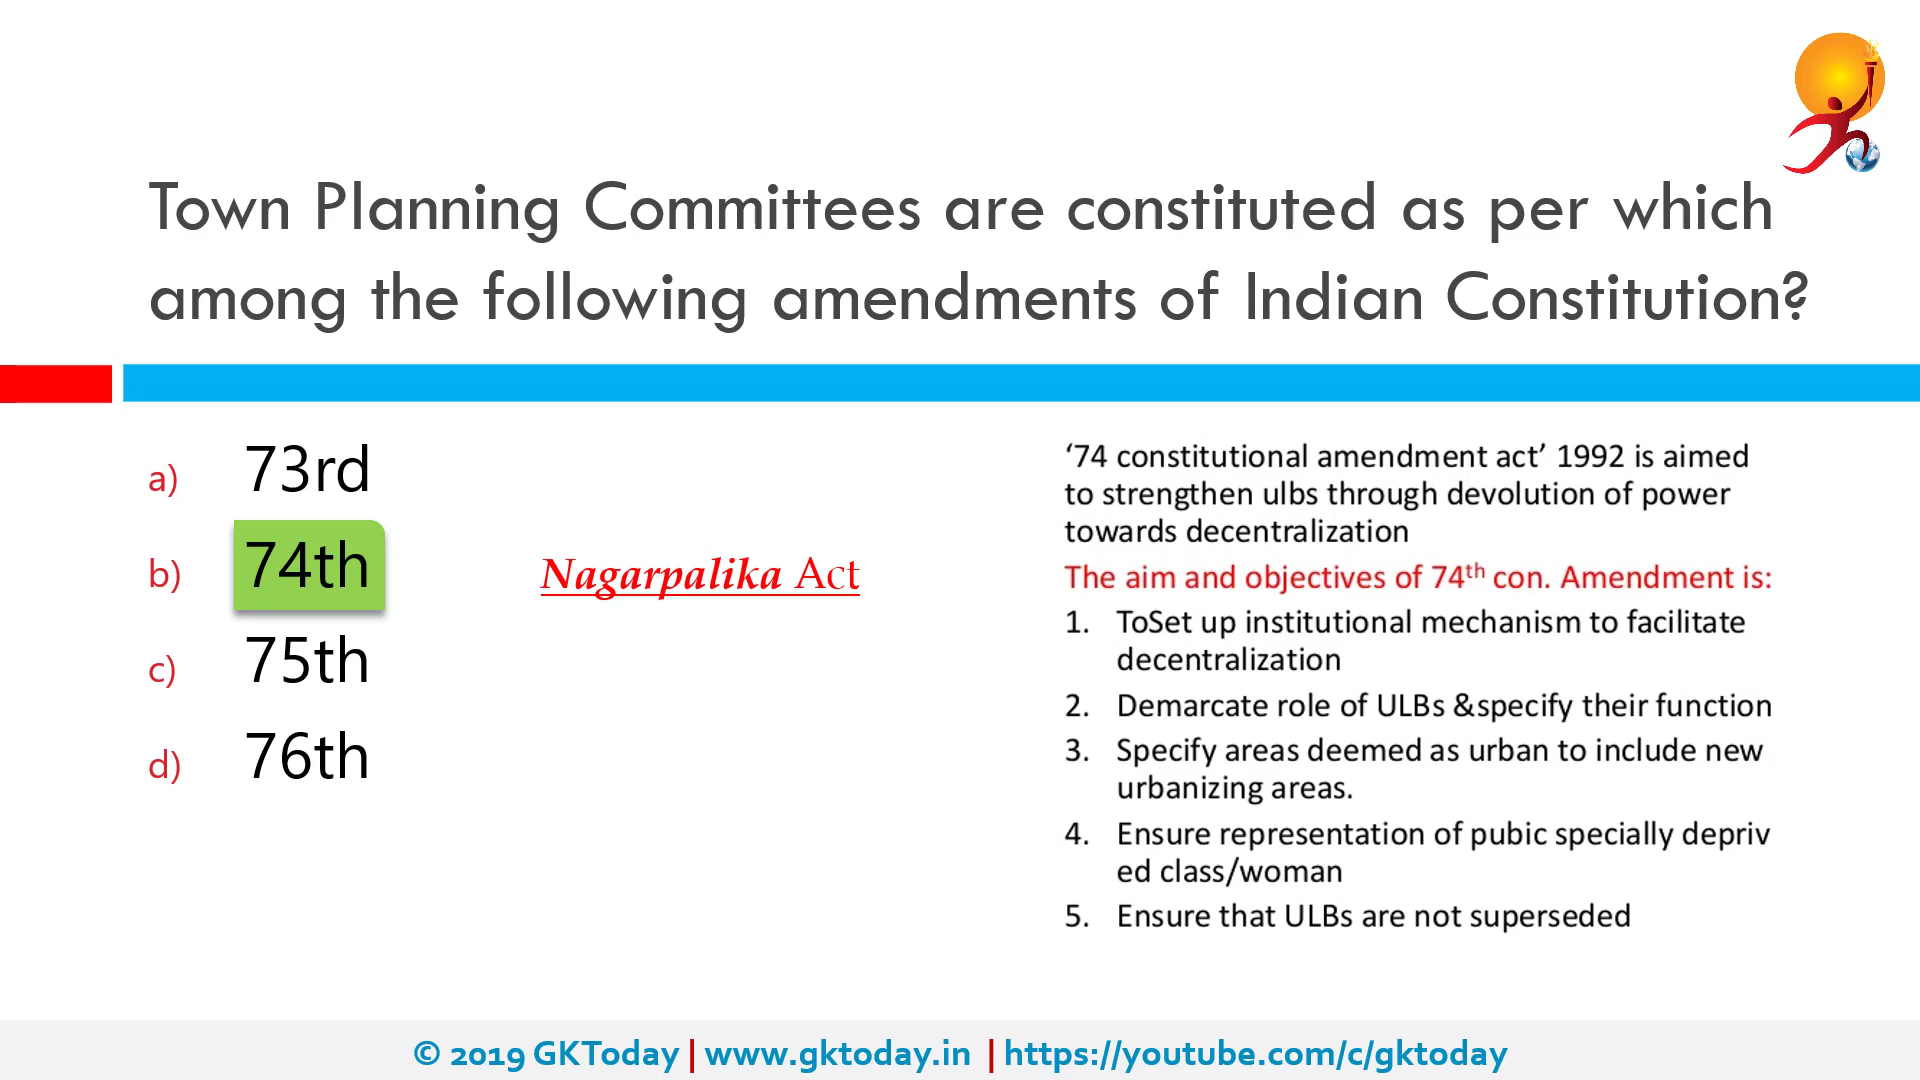 Town Planning Committees are constituted as per which
among the following amendments of Indian Constitution?
a) 73rd
b) 74th
Nagarpalika Act
c) 75th
d) 76th
‘74 constitutional amendment act’ 1992 is aimed
to strengthen ulbs through devolution of power
towards decentralization
The aim and objectives of 74th con. Amendment is:
1. ToSet up institutional mechanism to facilitate
decentralization
2. Demarcate role of ULBs &specify their function
3. Specify areas deemed as urban to include new
urbanizing areas.
4. Ensure representation of pubic specially depriv
ed class/woman
5. Ensure that ULBs are not superseded
© 2019 GKToday | www.gktoday.in | https://youtube.com/c/gktoday